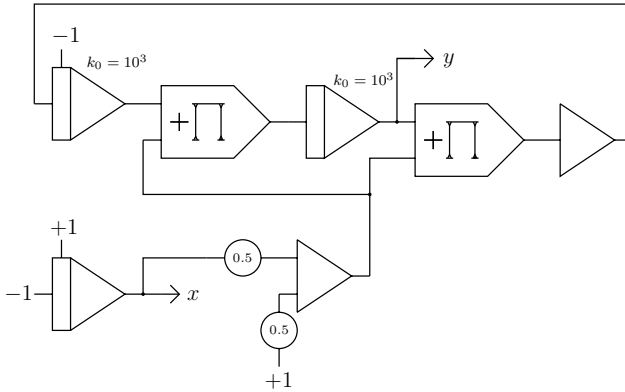 −1
k₀ = 10³
k₀ = 10³
y
+∏
+∏
+1
−1
x
0.5
0.5
+1